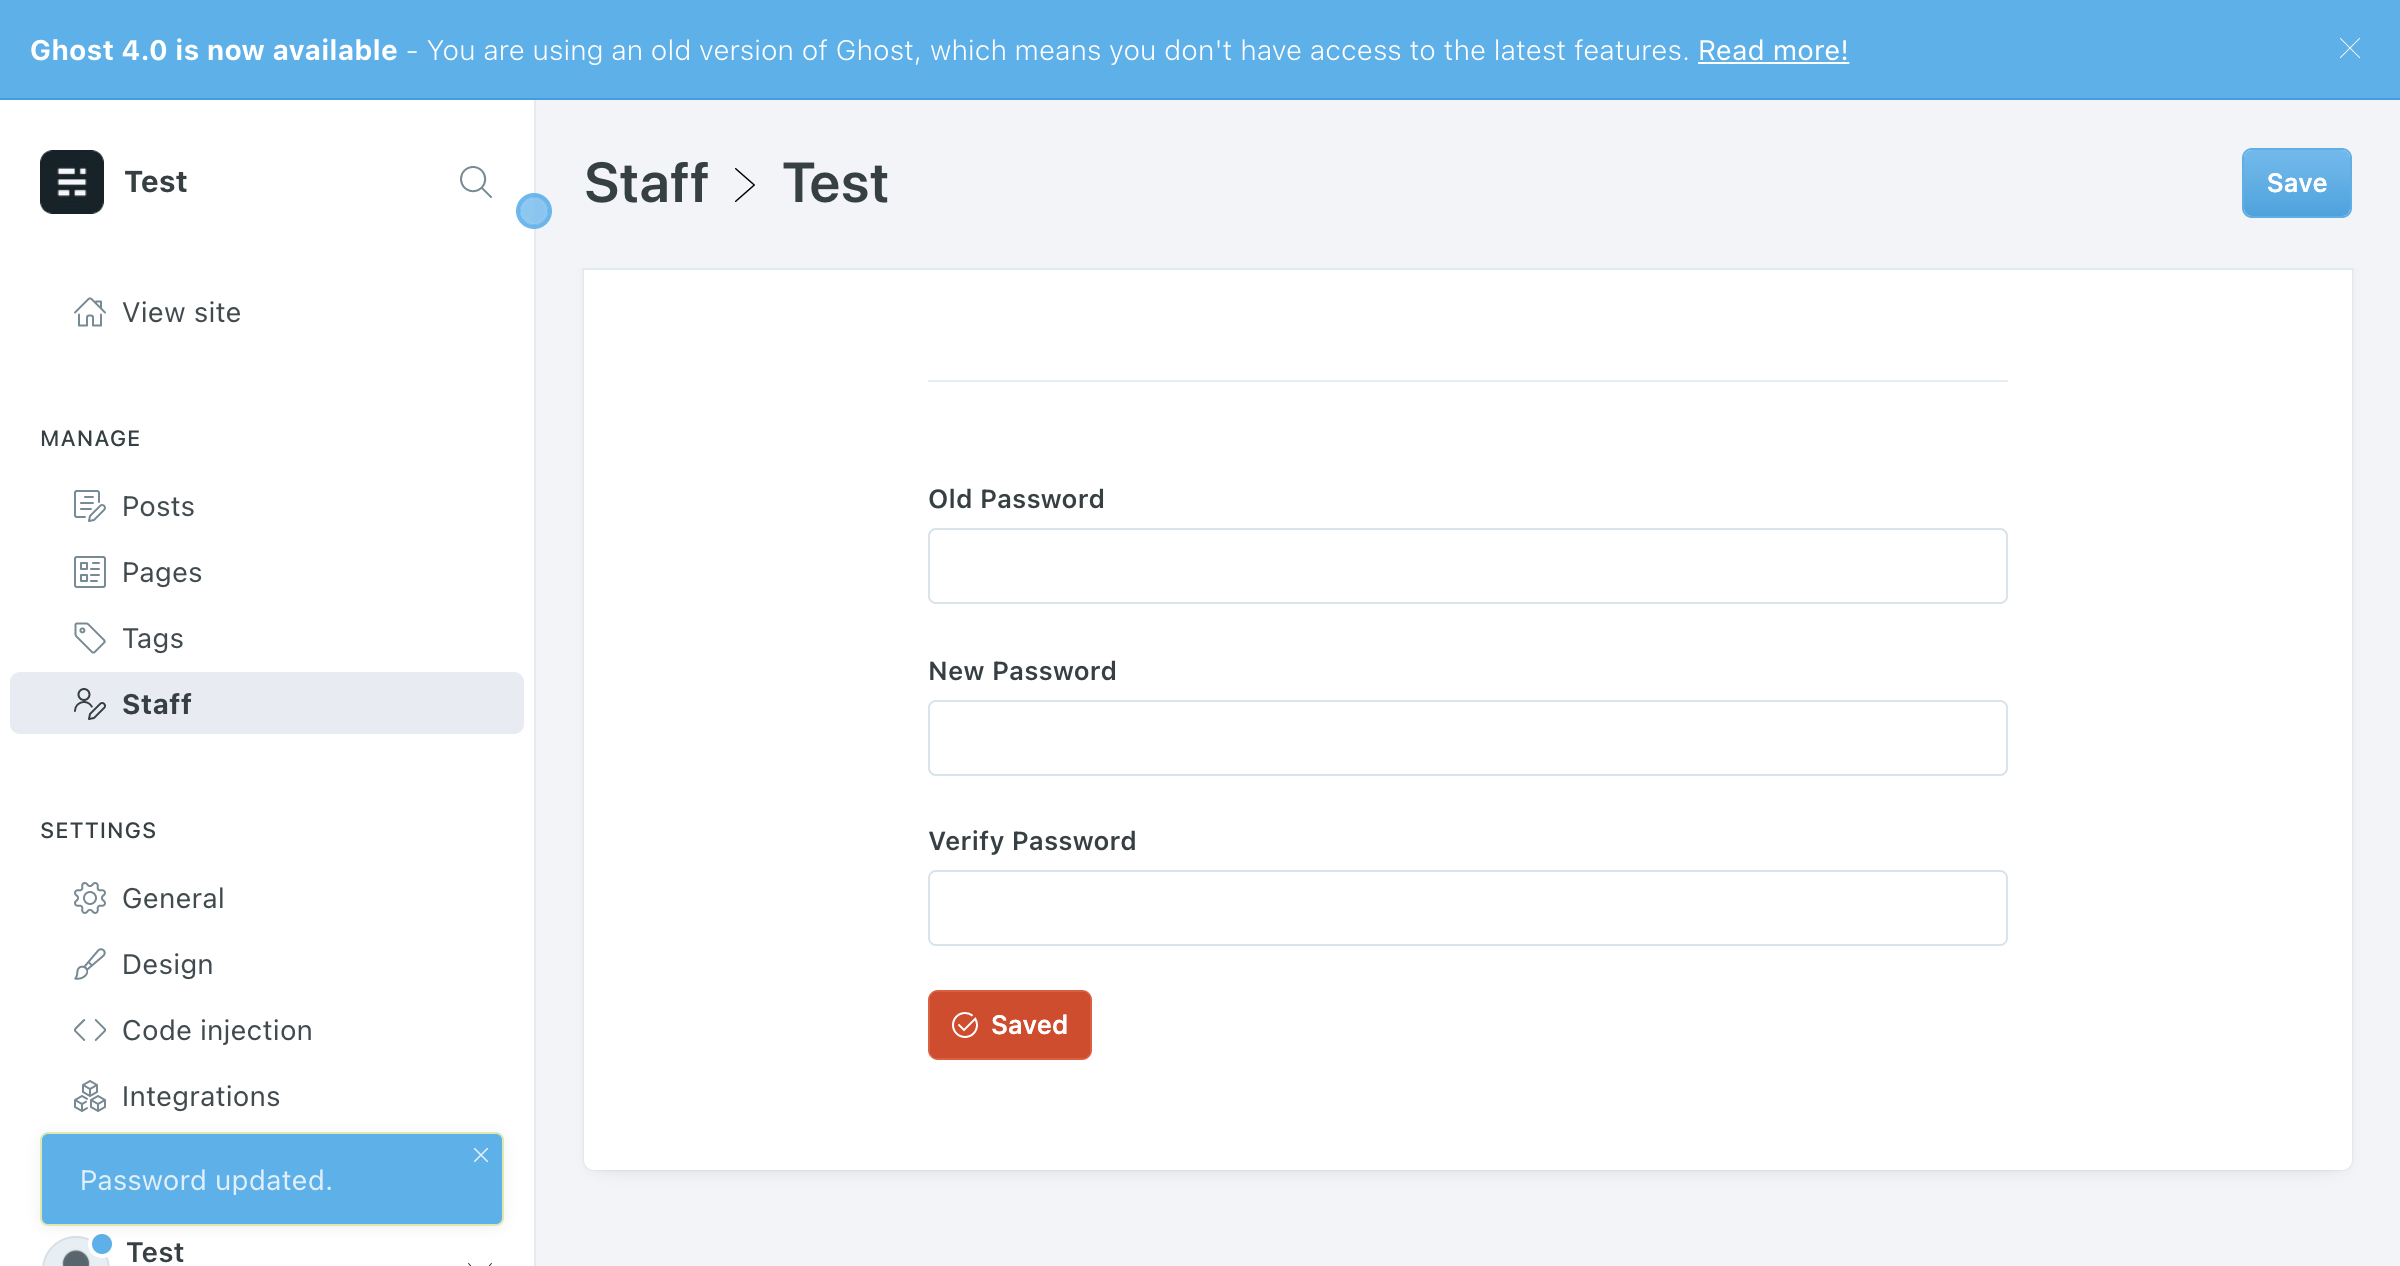 Ghost 4.0 is now available - You are using an old version of Ghost, which means you don't have access to the latest features. Read more!
Test
View site
MANAGE
Posts
Pages
Tags
Staff
SETTINGS
General
Design
Code injection
Integrations
Password updated.
Test
Staff > Test
Save
Old Password
New Password
Verify Password
Saved